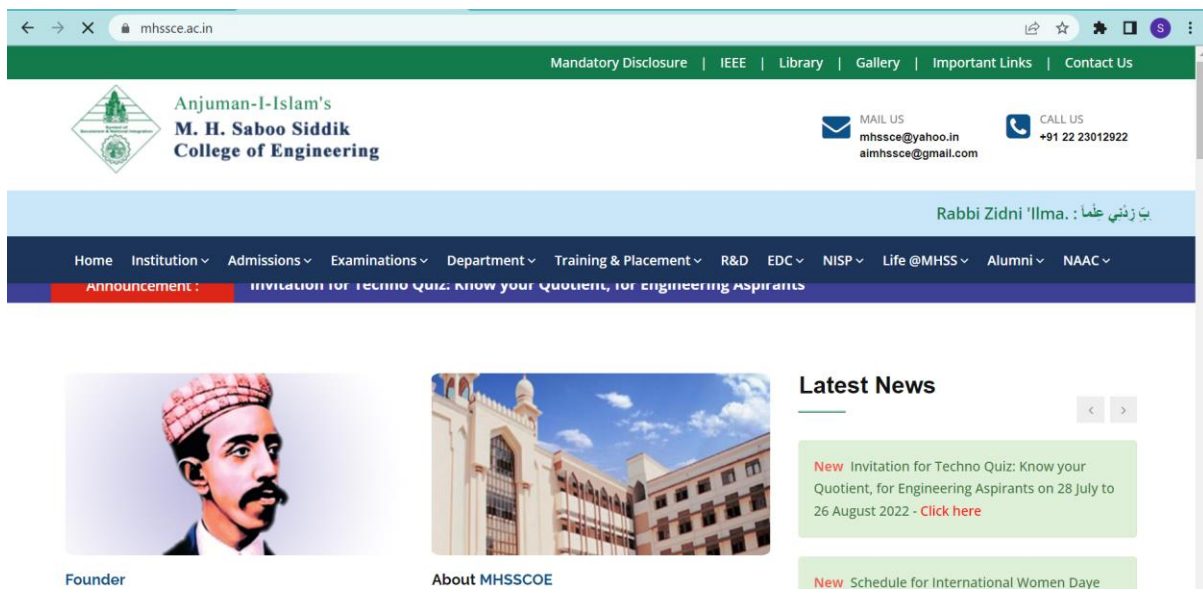 mhssce.ac.in
S
Mandatory Disclosure | IEEE | Library | Gallery | Important Links | Contact Us
Anjuman-I-Islam's
M. H. Saboo Siddik
College of Engineering
MAIL US
mhssce@yahoo.in
aimhssce@gmail.com
CALL US
+91 22 23012922
Rabbi Zidni 'Ilma. : بِّ زِدْنِي عِلْماً
Home Institution Admissions Examinations Department Training & Placement R&D EDC NISP Life @MHSS Alumni NAAC
Announcement : Invitation for Techno Quiz: Know your Quotient, for Engineering Aspirants
Latest News
New Invitation for Techno Quiz: Know your
Quotient, for Engineering Aspirants on 28 July to
26 August 2022 - Click here
Founder
About MHSSCOE
New Schedule for International Women Daye